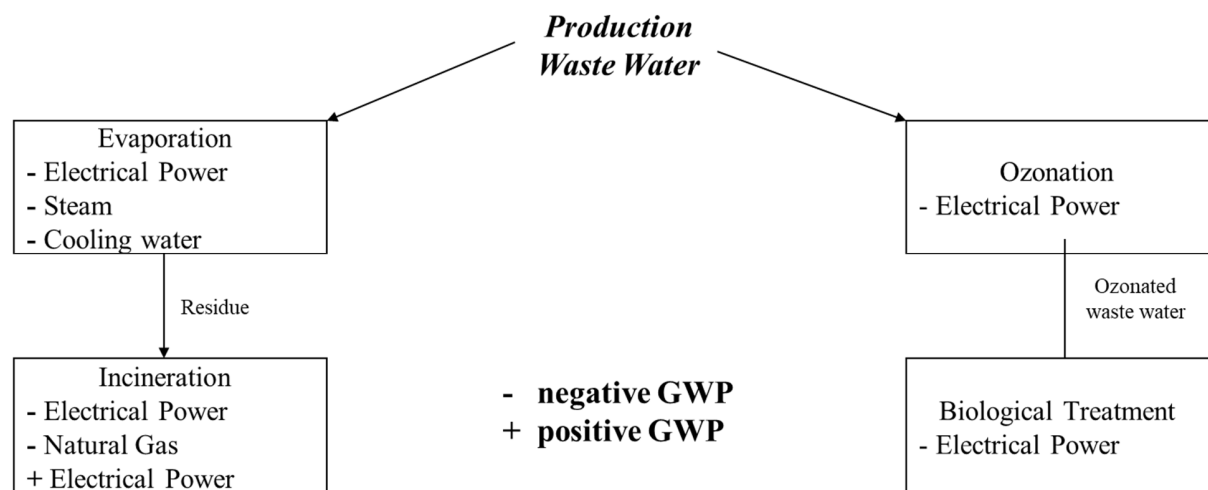 Production
Waste Water
Evaporation
- Electrical Power
- Steam
- Cooling water
Residue
Incineration
- Electrical Power
- Natural Gas
+ Electrical Power
- negative GWP
+ positive GWP
Ozonation
- Electrical Power
Ozonated
waste water
Biological Treatment
- Electrical Power